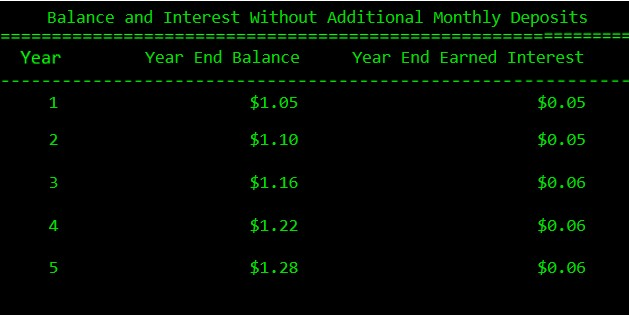 Balance and Interest Without Additional Monthly Deposits
==============================================================
Year Year End Balance Year End Earned Interest
--------------------------------------------------------------
1 $1.05 $0.05
2 $1.10 $0.05
3 $1.16 $0.06
4 $1.22 $0.06
5 $1.28 $0.06